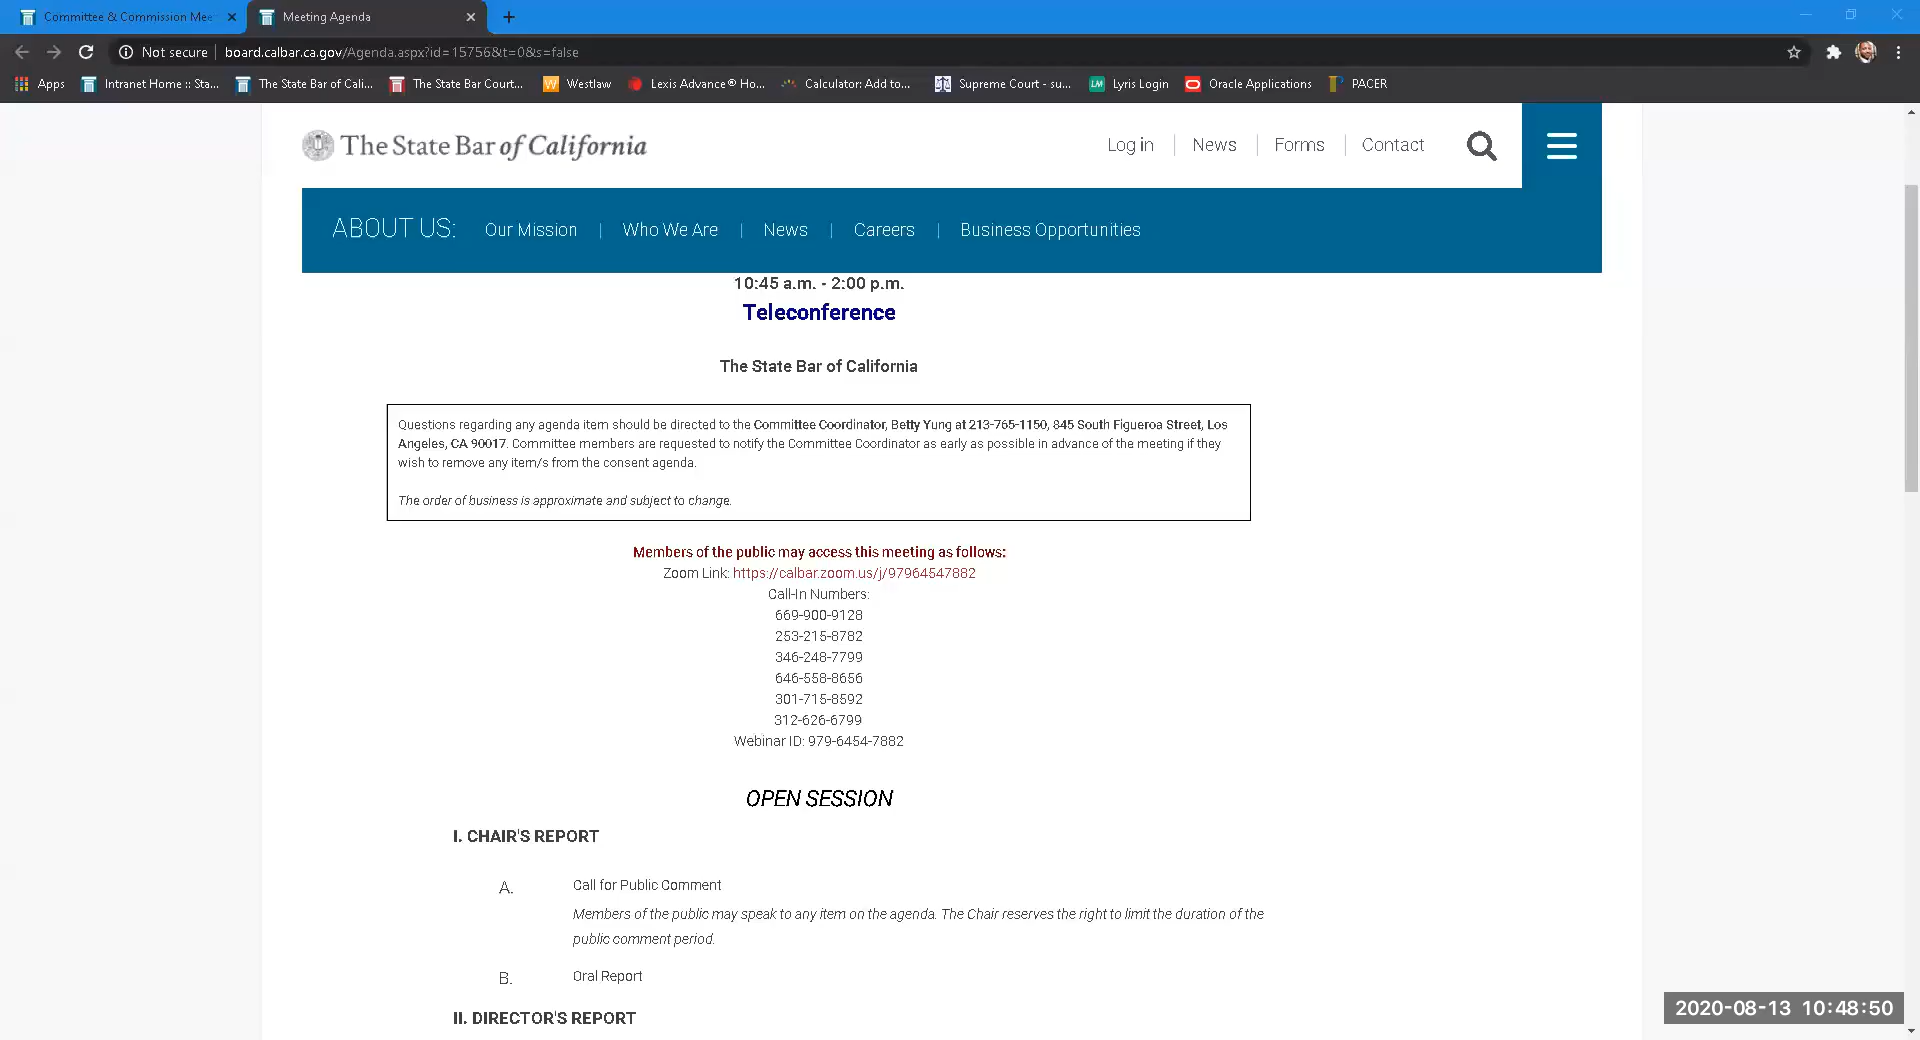 Committee & Commission Mee
Meeting Agenda
Not secure
board.calbar.ca.gov/Agenda.aspx?id=15756&t=0&s=false
Apps
Intranet Home :: Sta...
The State Bar of Cali...
The State Bar Court...
Westlaw
Lexis Advance® Ho...
Calculator: Add to...
Supreme Court - su...
Lyris Login
Oracle Applications
PACER
The State Bar of California
Log in
News
Forms
Contact
ABOUT US:
Our Mission
Who We Are
News
Careers
Business Opportunities
10:45 a.m. - 2:00 p.m.
Teleconference
The State Bar of California
Questions regarding any agenda item should be directed to the Committee Coordinator, Betty Yung at 213-765-1150, 845 South Figueroa Street, Los
Angeles, CA 90017. Committee members are requested to notify the Committee Coordinator as early as possible in advance of the meeting if they
wish to remove any item/s from the consent agenda.
The order of business is approximate and subject to change.
Members of the public may access this meeting as follows:
Zoom Link: https://calbar.zoom.us/j/97964547882
Call-In Numbers:
669-900-9128
253-215-8782
346-248-7799
646-558-8656
301-715-8592
312-626-6799
Webinar ID: 979-6454-7882
OPEN SESSION
I. CHAIR'S REPORT
A. Call for Public Comment
Members of the public may speak to any item on the agenda. The Chair reserves the right to limit the duration of the
public comment period.
B. Oral Report
II. DIRECTOR'S REPORT
2020-08-13 10:48:50